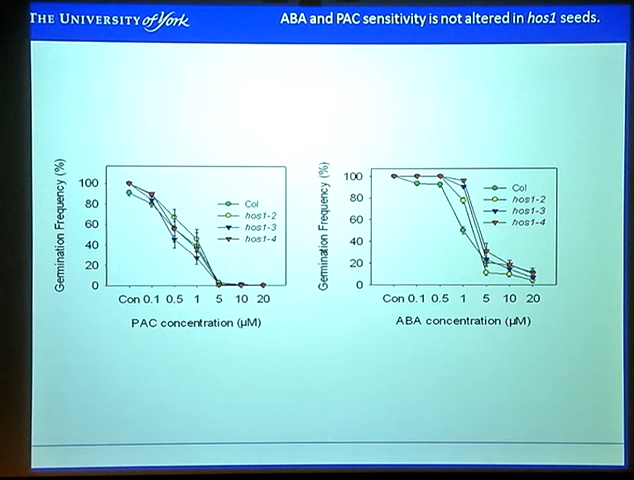 THE UNIVERSITY of York
ABA and PAC sensitivity is not altered in hos1 seeds.
Germination Frequency (%)
100
80
60
40
20
0
Col
hos1-2
hos1-3
hos1-4
Con 0.1 0.5 1 5 10 20
PAC concentration (µM)
Germination Frequency (%)
100
80
60
40
20
0
Col
hos1-2
hos1-3
hos1-4
Con 0.1 0.5 1 5 10 20
ABA concentration (µM)